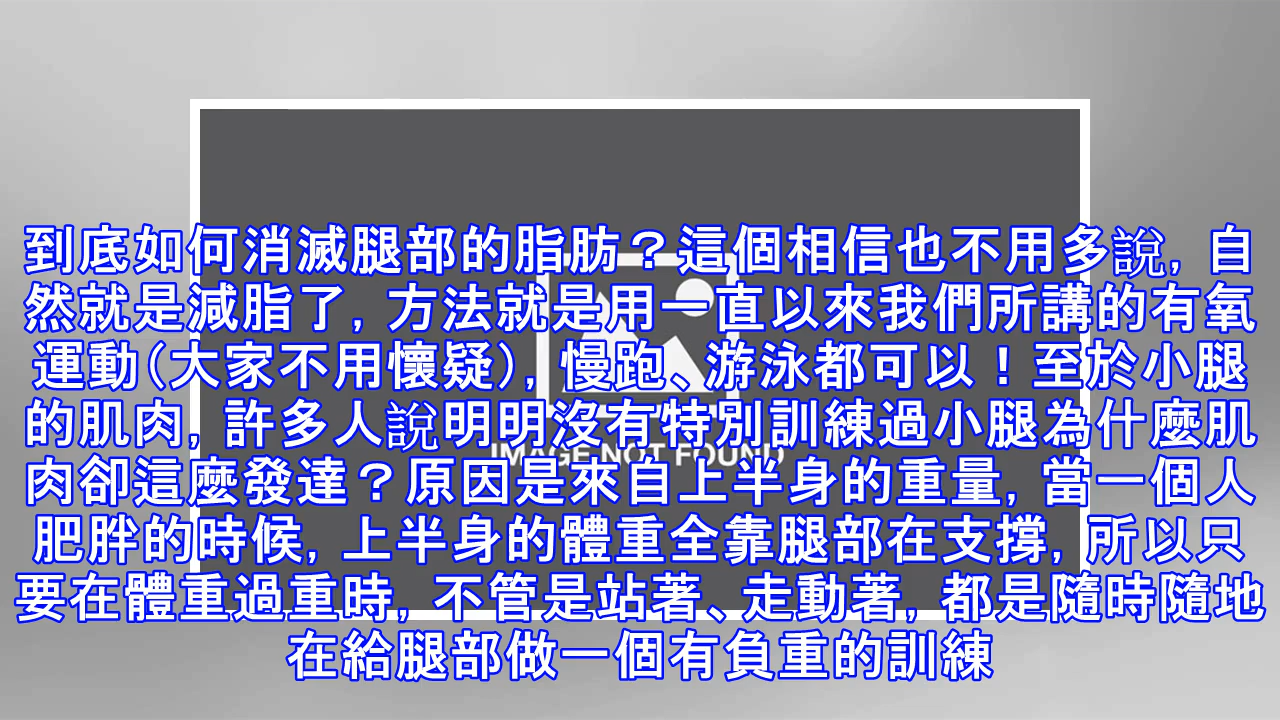 到底如何消滅腿部的脂肪？這個相信也不用多說, 自
然就是減脂了, 方法就是用一直以來我們所講的有氧
運動(大家不用懷疑), 慢跑、游泳都可以！至於小腿
的肌肉, 許多人說明明沒有特別訓練過小腿為什麼肌
IMAGE NOT FOUND
肉卻這麼發達？原因是來自上半身的重量, 當一個人
肥胖的時候, 上半身的體重全靠腿部在支撐, 所以只
要在體重過重時, 不管是站著、走動著, 都是隨時隨地
在給腿部做一個有負重的訓練